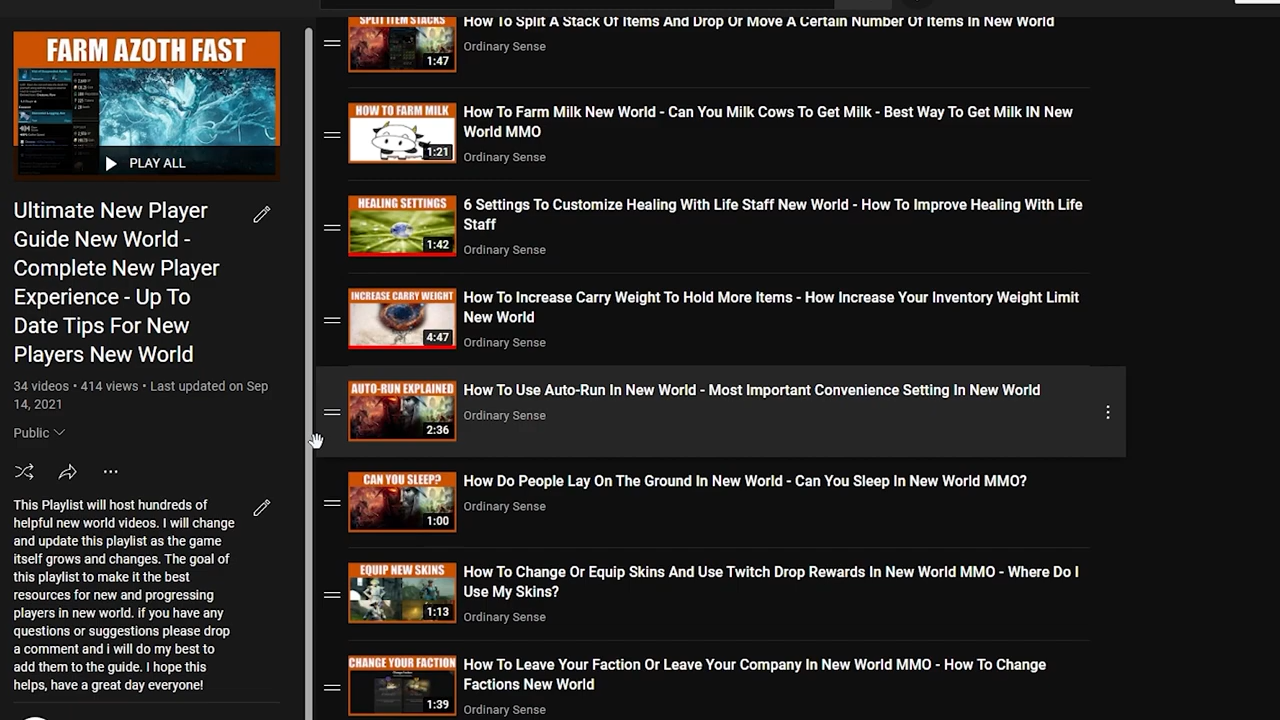 FARM AZOTH FAST
PLAY ALL
Ultimate New Player
Guide New World -
Complete New Player
Experience - Up To
Date Tips For New
Players New World
34 videos • 414 views • Last updated on Sep
14, 2021
Public
This Playlist will host hundreds of
helpful new world videos. I will change
and update this playlist as the game
itself grows and changes. The goal of
this playlist to make it the best
resources for new and progressing
players in new world. if you have any
questions or suggestions please drop
a comment and i will do my best to
add them to the guide. I hope this
helps, have a great day everyone!
SPLIT ITEM STACKS
1:47
How To Split A Stack Of Items And Drop Or Move A Certain Number Of Items In New World
Ordinary Sense
HOW TO FARM MILK
1:21
How To Farm Milk New World - Can You Milk Cows To Get Milk - Best Way To Get Milk IN New
World MMO
Ordinary Sense
HEALING SETTINGS
1:42
6 Settings To Customize Healing With Life Staff New World - How To Improve Healing With Life
Staff
Ordinary Sense
INCREASE CARRY WEIGHT
4:47
How To Increase Carry Weight To Hold More Items - How Increase Your Inventory Weight Limit
New World
Ordinary Sense
AUTO-RUN EXPLAINED
2:36
How To Use Auto-Run In New World - Most Important Convenience Setting In New World
Ordinary Sense
CAN YOU SLEEP?
1:00
How Do People Lay On The Ground In New World - Can You Sleep In New World MMO?
Ordinary Sense
EQUIP NEW SKINS
1:13
How To Change Or Equip Skins And Use Twitch Drop Rewards In New World MMO - Where Do I
Use My Skins?
Ordinary Sense
CHANGE YOUR FACTION
1:39
How To Leave Your Faction Or Leave Your Company In New World MMO - How To Change
Factions New World
Ordinary Sense